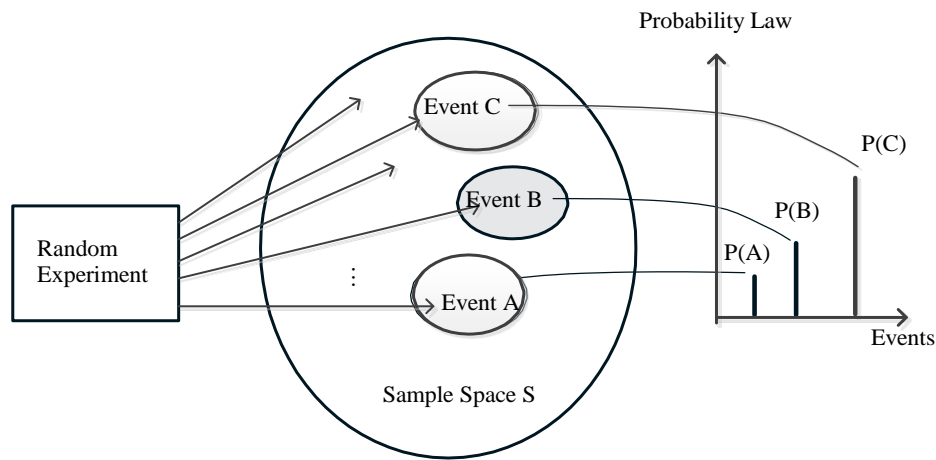 Probability Law
Event C
P(C)
Event B
P(B)
Random
Experiment
P(A)
⋮
Event A
Events
Sample Space S